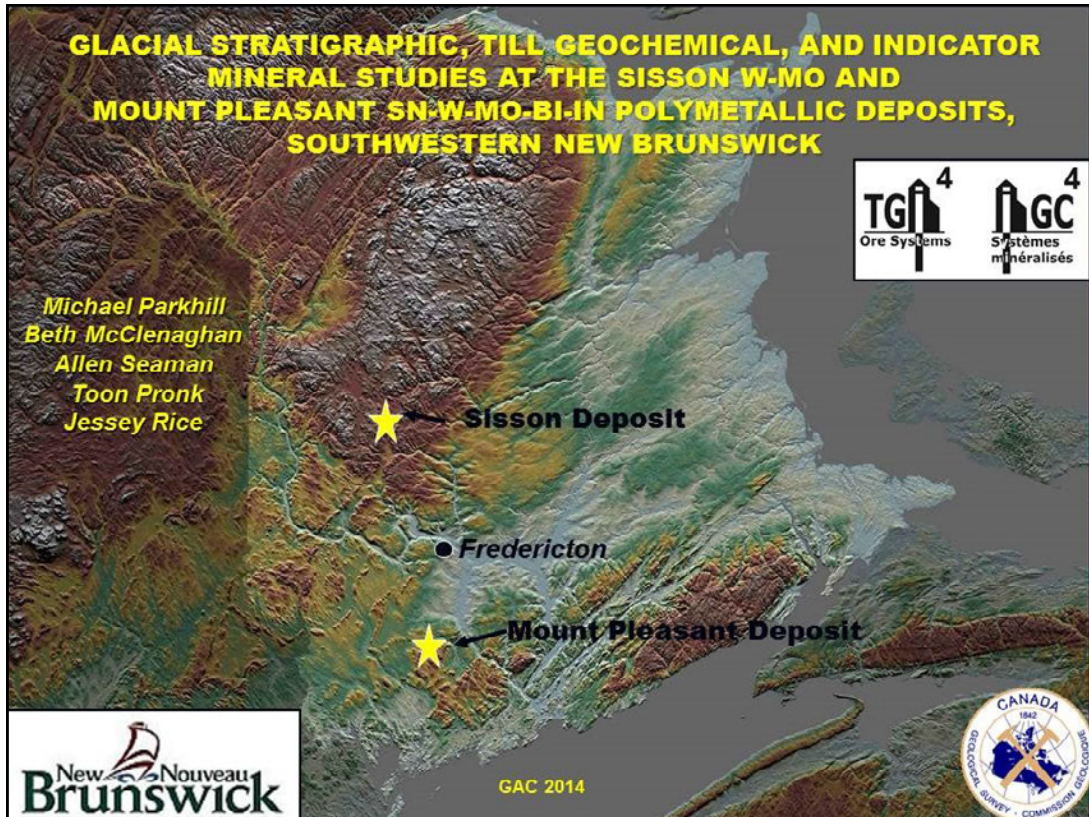 GLACIAL STRATIGRAPHIC, TILL GEOCHEMICAL, AND INDICATOR
MINERAL STUDIES AT THE SISSON W-MO AND
MOUNT PLEASANT SN-W-MO-BI-IN POLYMETALLIC DEPOSITS,
SOUTHWESTERN NEW BRUNSWICK
TGI 4
Ore Systems
IGC 4
Systèmes
minéralisés
Michael Parkhill
Beth McClenaghan
Allen Seaman
Toon Pronk
Jessey Rice
Sisson Deposit
Fredericton
Mount Pleasant Deposit
New Nouveau
Brunswick
GAC 2014
CANADA
1842
GEOLOGICAL SURVEY - COMMISSION GEOLOGIQUE